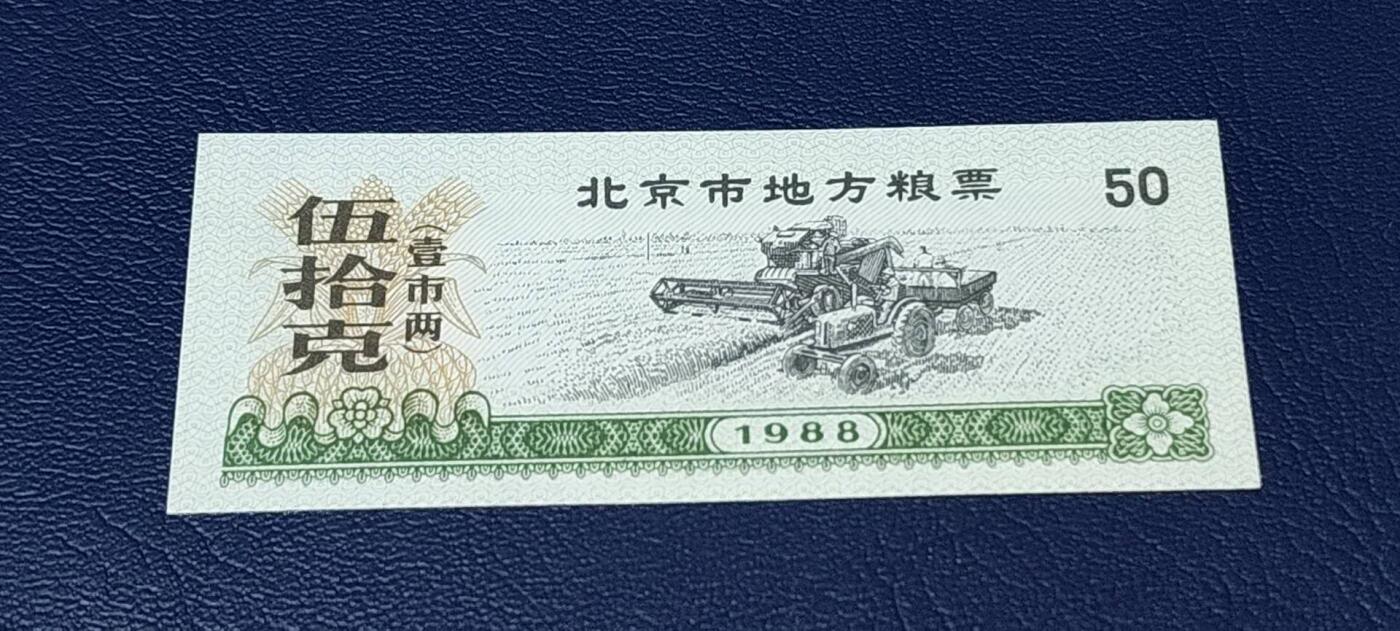 北京市地方粮票
50
伍拾克
(壹市两)
1988